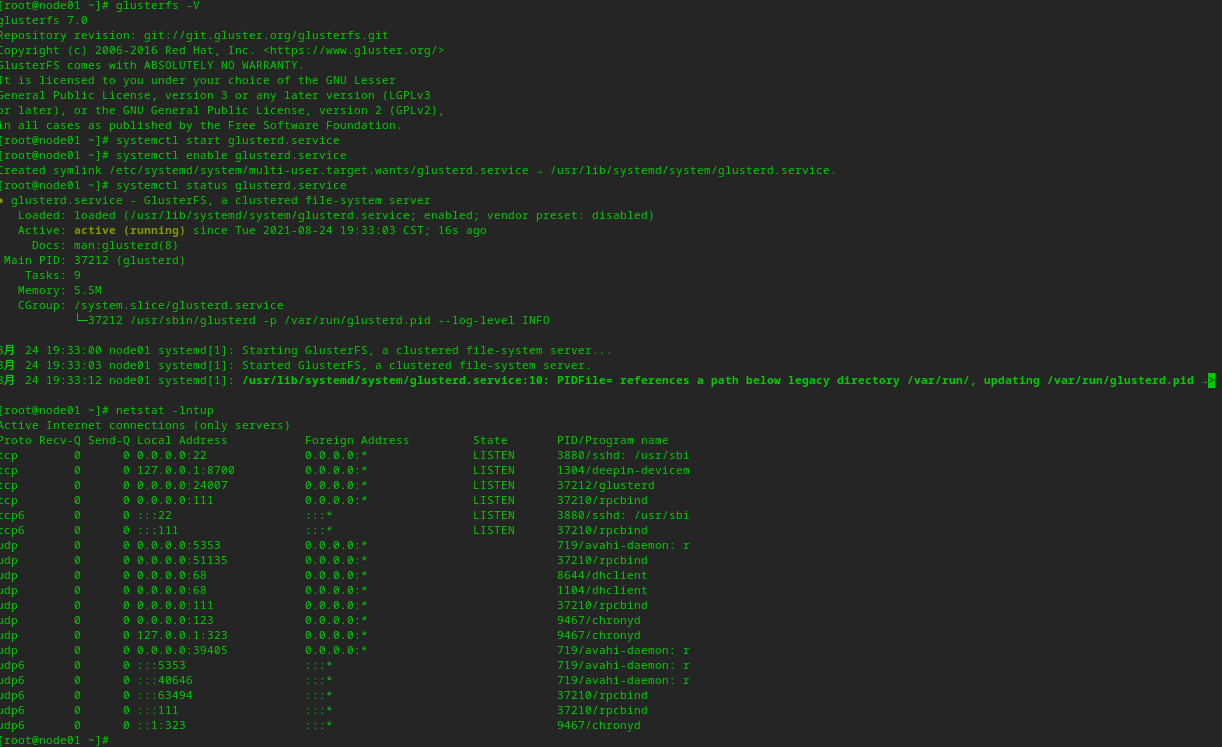 [root@node01 ~]# glusterfs -V
glusterfs 7.0
Repository revision: git://git.gluster.org/glusterfs.git
Copyright (c) 2006-2016 Red Hat, Inc. <https://www.gluster.org/>
GlusterFS comes with ABSOLUTELY NO WARRANTY.
It is licensed to you under your choice of the GNU Lesser
General Public License, version 3 or any later version (LGPLv3
or later), or the GNU General Public License, version 2 (GPLv2),
in all cases as published by the Free Software Foundation.
[root@node01 ~]# systemctl start glusterd.service
[root@node01 ~]# systemctl enable glusterd.service
Created symlink /etc/systemd/system/multi-user.target.wants/glusterd.service → /usr/lib/systemd/system/glusterd.service.
[root@node01 ~]# systemctl status glusterd.service
● glusterd.service - GlusterFS, a clustered file-system server
   Loaded: loaded (/usr/lib/systemd/system/glusterd.service; enabled; vendor preset: disabled)
   Active: active (running) since Tue 2021-08-24 19:33:03 CST; 16s ago
     Docs: man:glusterd(8)
 Main PID: 37212 (glusterd)
    Tasks: 9
   Memory: 5.5M
   CGroup: /system.slice/glusterd.service
           └─37212 /usr/sbin/glusterd -p /var/run/glusterd.pid --log-level INFO
8月 24 19:33:00 node01 systemd[1]: Starting GlusterFS, a clustered file-system server...
8月 24 19:33:03 node01 systemd[1]: Started GlusterFS, a clustered file-system server.
8月 24 19:33:12 node01 systemd[1]: /usr/lib/systemd/system/glusterd.service:10: PIDFile= references a path below legacy directory /var/run/, updating /var/run/glusterd.pid →>
[root@node01 ~]# netstat -lntup
Active Internet connections (only servers)
Proto Recv-Q Send-Q Local Address           Foreign Address         State       PID/Program name
tcp        0      0 0.0.0.0:22              0.0.0.0:*               LISTEN      3880/sshd: /usr/sbi
tcp        0      0 127.0.0.1:8700          0.0.0.0:*               LISTEN      1304/deepin-devicem
tcp        0      0 0.0.0.0:24007           0.0.0.0:*               LISTEN      37212/glusterd
tcp        0      0 0.0.0.0:111             0.0.0.0:*               LISTEN      37210/rpcbind
tcp6       0      0 :::22                   :::*                    LISTEN      3880/sshd: /usr/sbi
tcp6       0      0 :::111                  :::*                    LISTEN      37210/rpcbind
udp        0      0 0.0.0.0:5353            0.0.0.0:*                           719/avahi-daemon: r
udp        0      0 0.0.0.0:51135           0.0.0.0:*                           37210/rpcbind
udp        0      0 0.0.0.0:68              0.0.0.0:*                           8644/dhclient
udp        0      0 0.0.0.0:68              0.0.0.0:*                           1104/dhclient
udp        0      0 0.0.0.0:111             0.0.0.0:*                           37210/rpcbind
udp        0      0 0.0.0.0:123             0.0.0.0:*                           9467/chronyd
udp        0      0 127.0.0.1:323           0.0.0.0:*                           9467/chronyd
udp        0      0 0.0.0.0:39405           0.0.0.0:*                           719/avahi-daemon: r
udp6       0      0 :::5353                 :::*                                719/avahi-daemon: r
udp6       0      0 :::40646                :::*                                719/avahi-daemon: r
udp6       0      0 :::63494                :::*                                37210/rpcbind
udp6       0      0 :::111                  :::*                                37210/rpcbind
udp6       0      0 ::1:323                 :::*                                9467/chronyd
[root@node01 ~]#